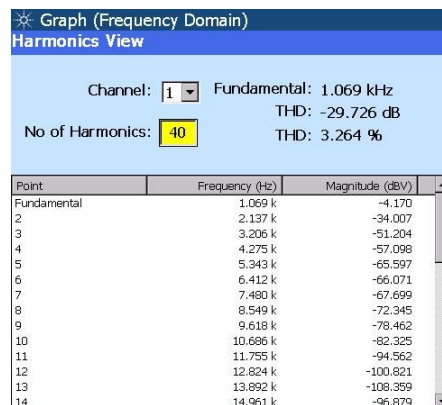 Graph (Frequency Domain)
Harmonics View
Channel: 1 Fundamental: 1.069 kHz
THD: -29.726 dB
No of Harmonics: 40 THD: 3.264 %
Point Frequency (Hz) Magnitude (dBV)
Fundamental 1.069 k -4.170
2 2.137 k -34.007
3 3.206 k -51.204
4 4.275 k -57.098
5 5.343 k -65.597
6 6.412 k -66.071
7 7.480 k -67.699
8 8.549 k -72.345
9 9.618 k -78.462
10 10.686 k -82.325
11 11.755 k -94.562
12 12.824 k -100.821
13 13.892 k -108.359
14 14.961 k -96.879